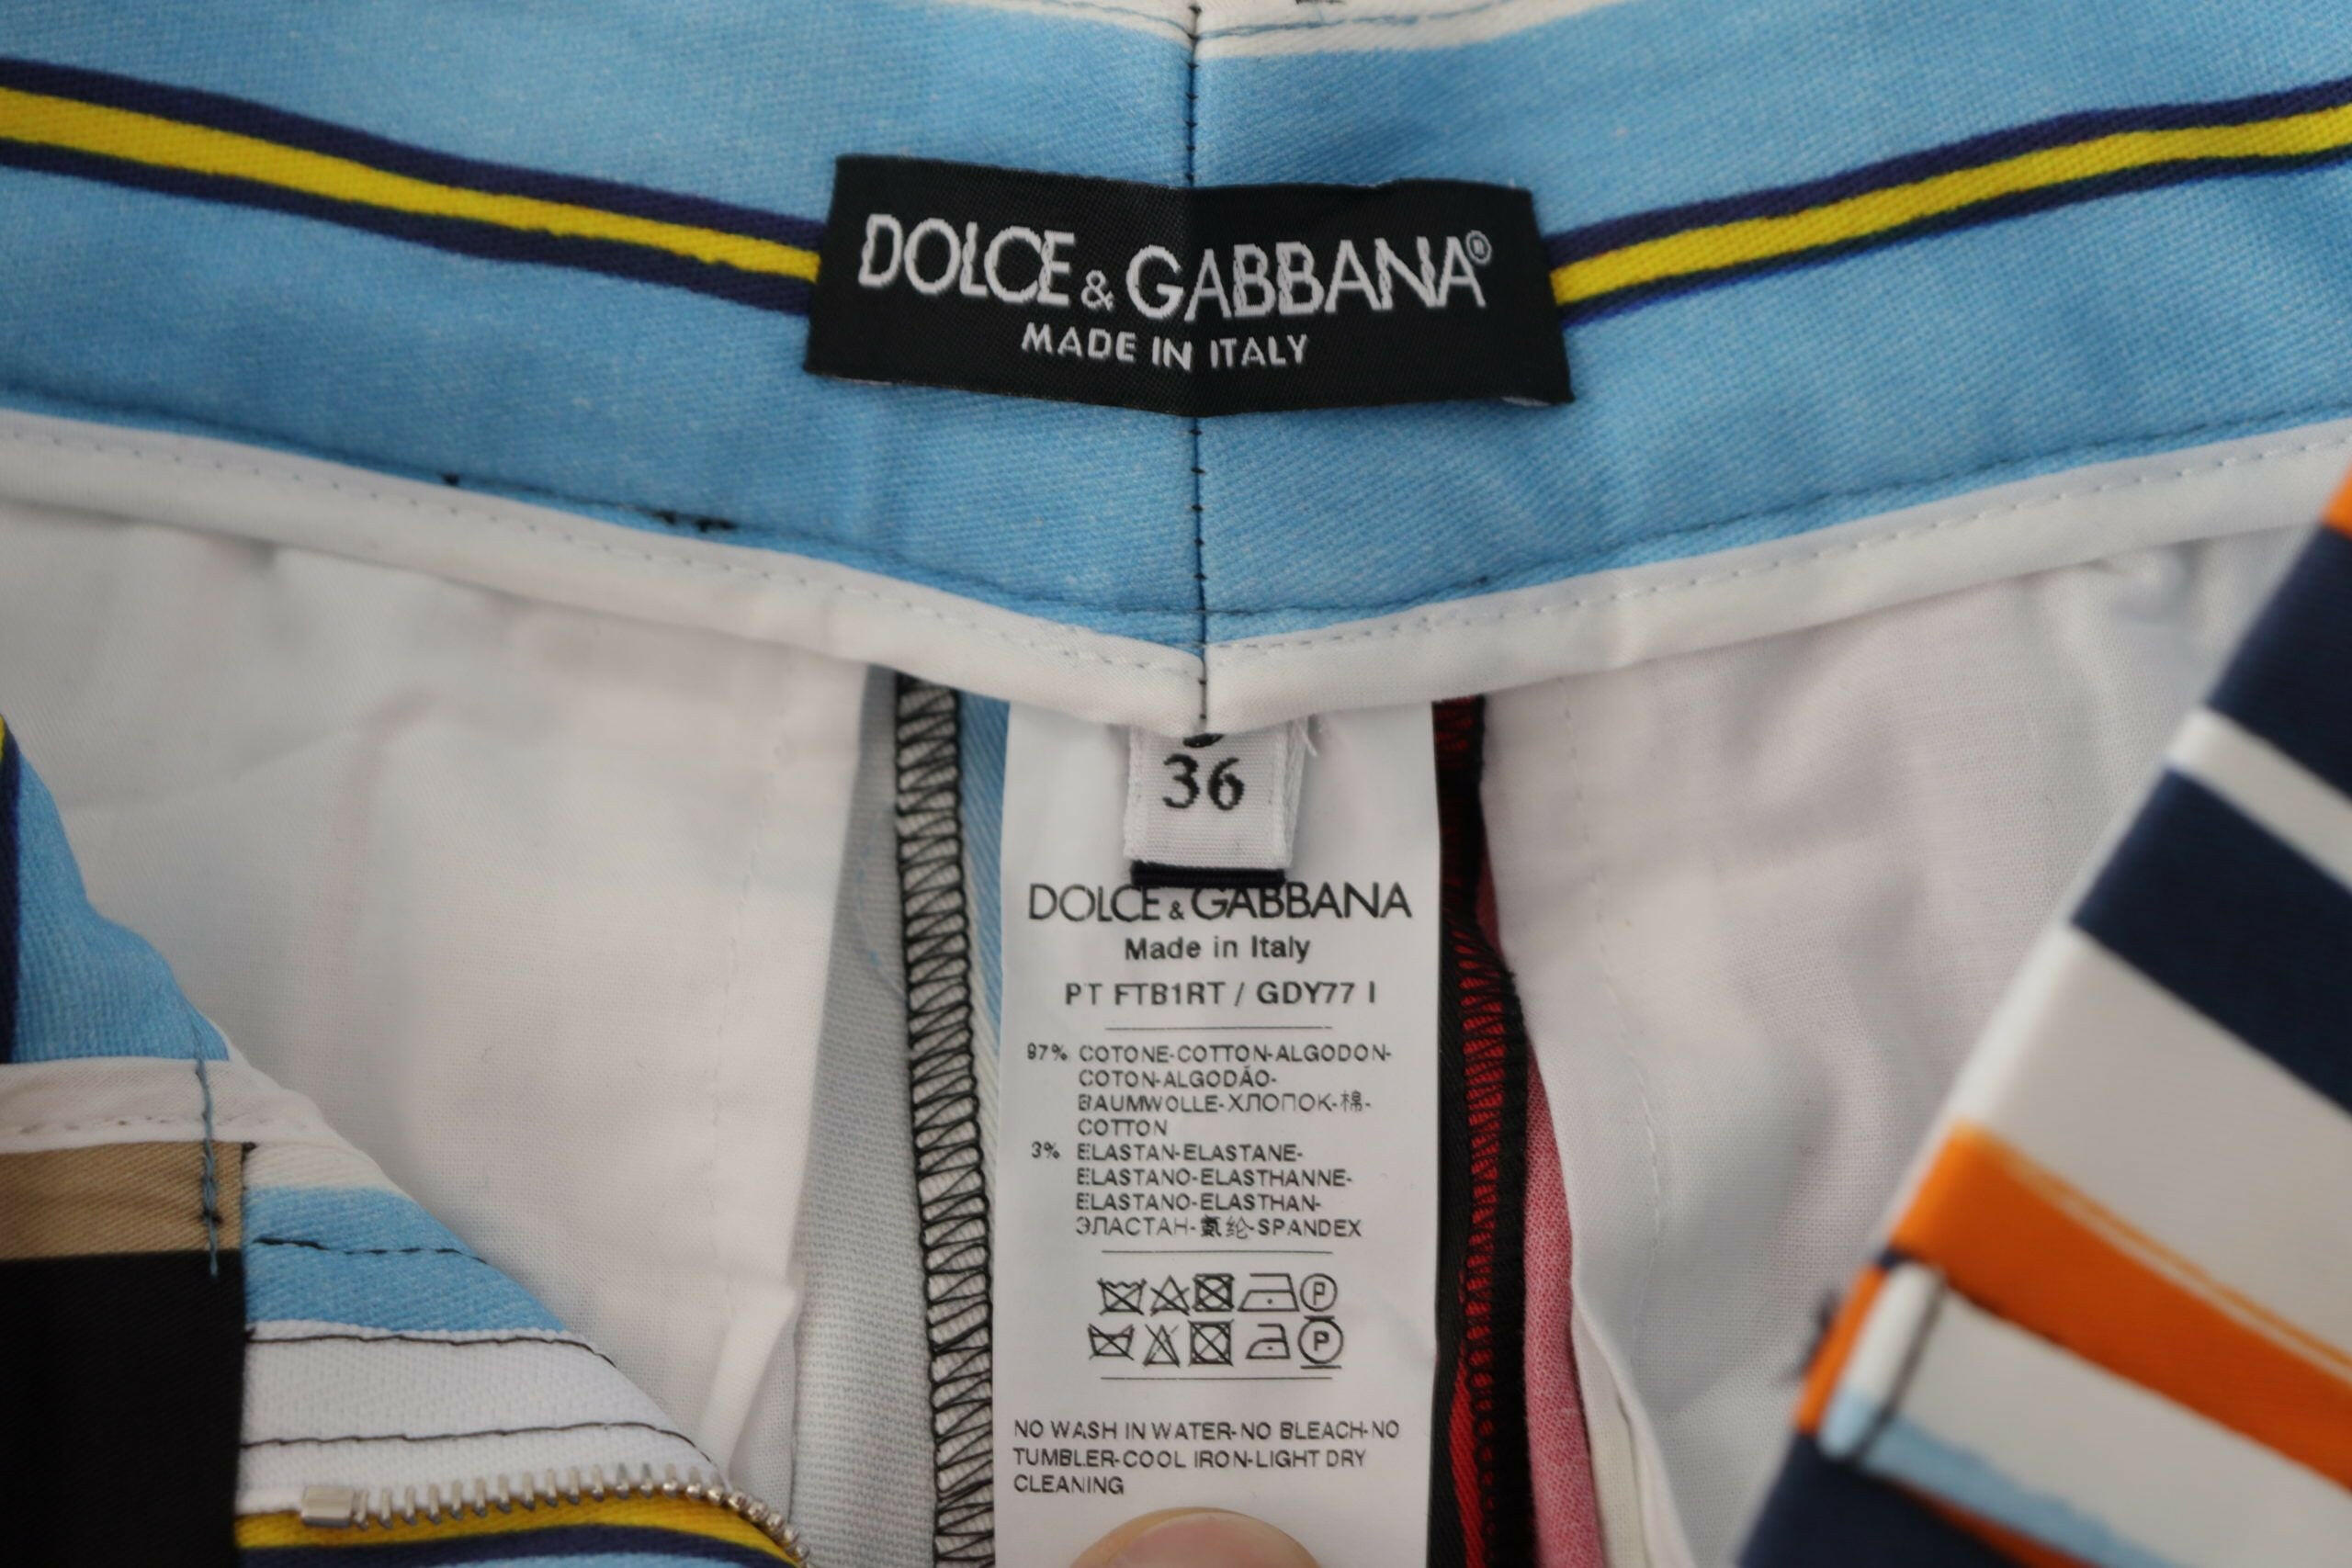 DOLCE & GABBANA®
MADE IN ITALY
36
DOLCE & GABBANA
Made in Italy
PT FTB1RT / GDY77 I
97% COTONE-COTTON-ALGODON-
COTON-ALGODÃO-
BAUMWOLLE-ХЛОПОК-棉-
COTTON
3% ELASTAN-ELASTANE-
ELASTANO-ELASTHANNE-
ELASTANO-ELASTHAN-
ЭЛАСТАН-氨纶-SPANDEX
P
P
NO WASH IN WATER-NO BLEACH-NO
TUMBLER-COOL IRON-LIGHT DRY
CLEANING